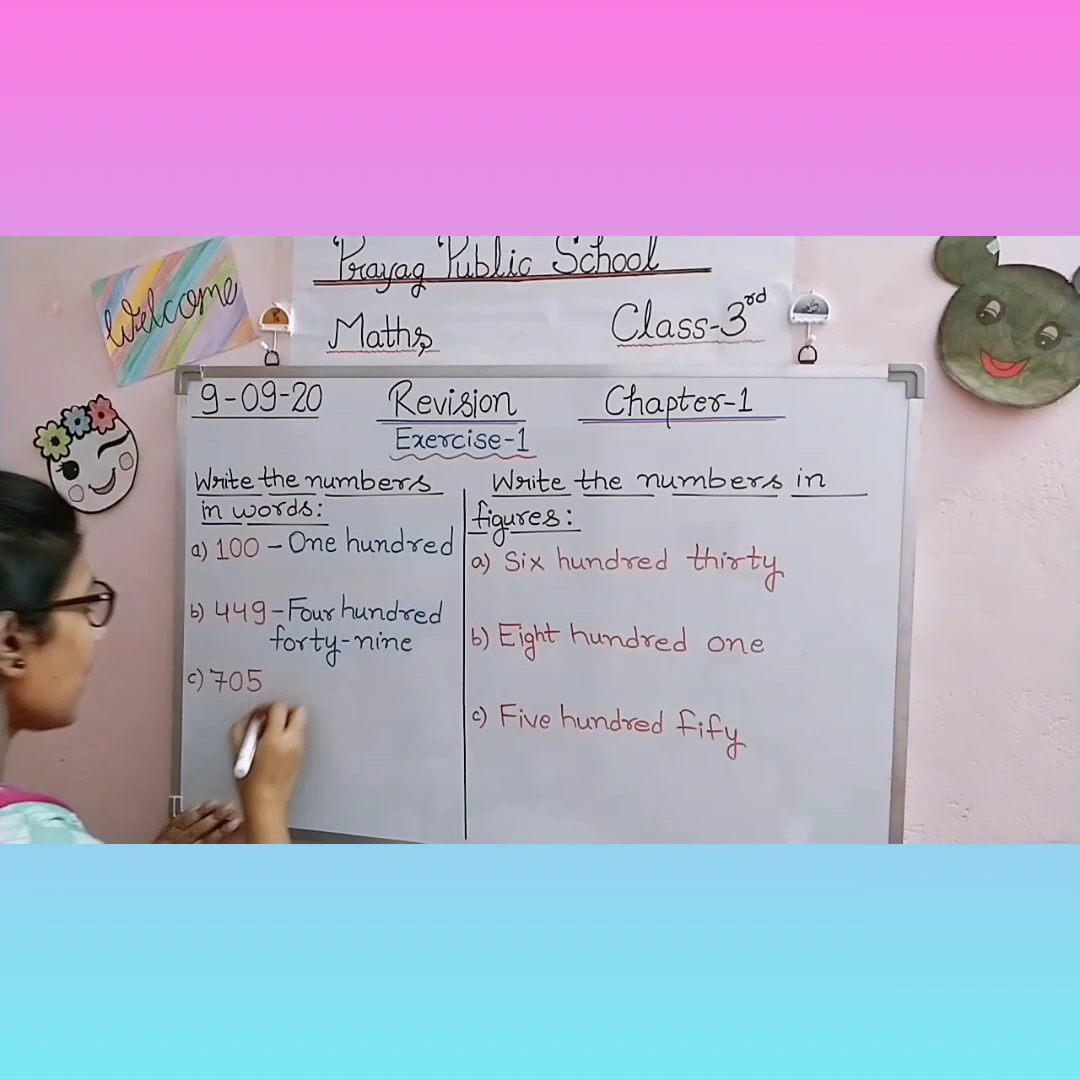 Welcome
Prayag Public School
Maths
Class-3rd
9-09-20
Revision
Chapter-1
Exercise-1
Write the numbers
in words:
a) 100 - One hundred
b) 449 - Four hundred
forty-nine
c) 705
Write the numbers in
figures:
a) Six hundred thirty
b) Eight hundred one
c) Five hundred fify